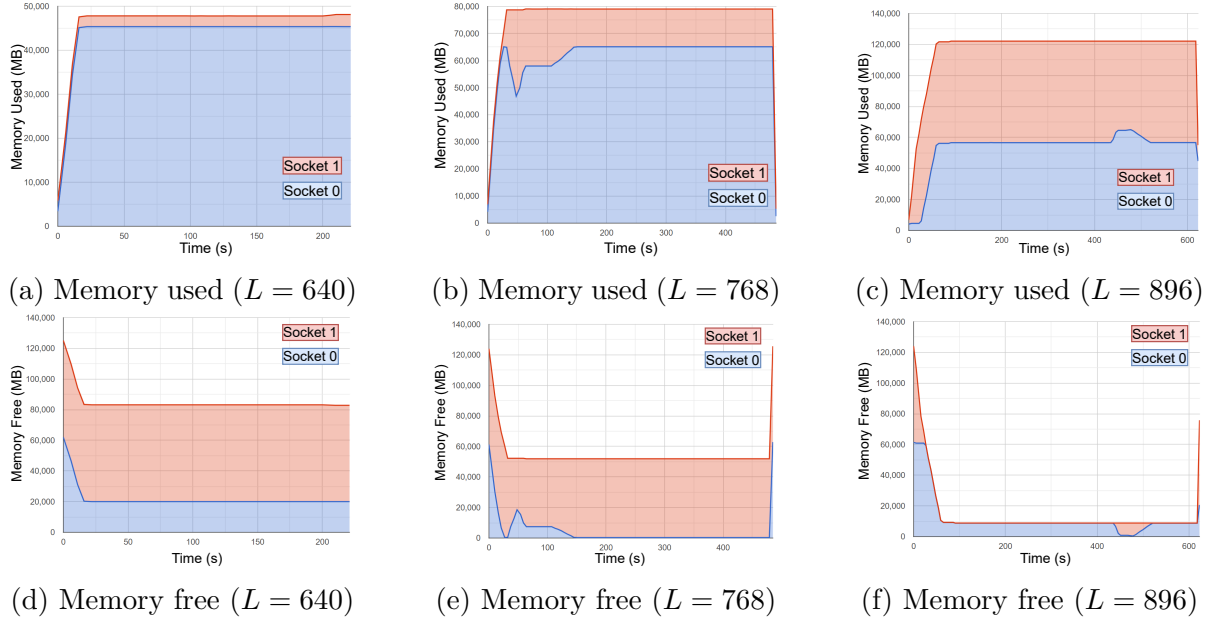 50,000
40,000
30,000
20,000
10,000
0
Memory Used (MB)
Socket 1
Socket 0
0 50 100 150 200
Time (s)
(a) Memory used (L = 640)
80,000
70,000
60,000
50,000
40,000
30,000
20,000
10,000
0
Memory Used (MB)
Socket 1
Socket 0
0 100 200 300 400
Time (s)
(b) Memory used (L = 768)
140,000
120,000
100,000
80,000
60,000
40,000
20,000
0
Memory Used (MB)
Socket 1
Socket 0
0 200 400 600
Time (s)
(c) Memory used (L = 896)
140,000
120,000
100,000
80,000
60,000
40,000
20,000
0
Memory Free (MB)
Socket 1
Socket 0
0 50 100 150 200
Time (s)
(d) Memory free (L = 640)
140,000
120,000
100,000
80,000
60,000
40,000
20,000
0
Memory Free (MB)
Socket 1
Socket 0
0 100 200 300 400
Time (s)
(e) Memory free (L = 768)
140,000
120,000
100,000
80,000
60,000
40,000
20,000
0
Memory Free (MB)
Socket 1
Socket 0
0 200 400 600
Time (s)
(f) Memory free (L = 896)